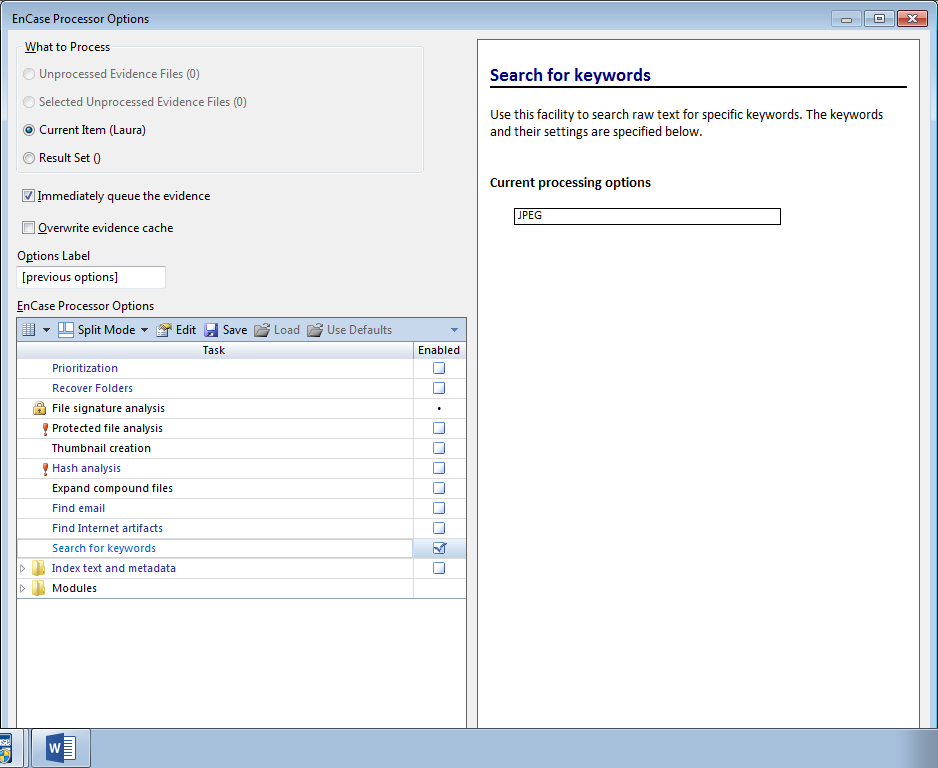 EnCase Processor Options
What to Process
Unprocessed Evidence Files (0)
Selected Unprocessed Evidence Files (0)
Current Item (Laura)
Result Set ()
Immediately queue the evidence
Overwrite evidence cache
Options Label
[previous options]
EnCase Processor Options
Split Mode Edit Save Load Use Defaults
Task Enabled
Prioritization
Recover Folders
File signature analysis
Protected file analysis
Thumbnail creation
Hash analysis
Expand compound files
Find email
Find Internet artifacts
Search for keywords
Index text and metadata
Modules
Search for keywords
Use this facility to search raw text for specific keywords. The keywords
and their settings are specified below.
Current processing options
JPEG
W